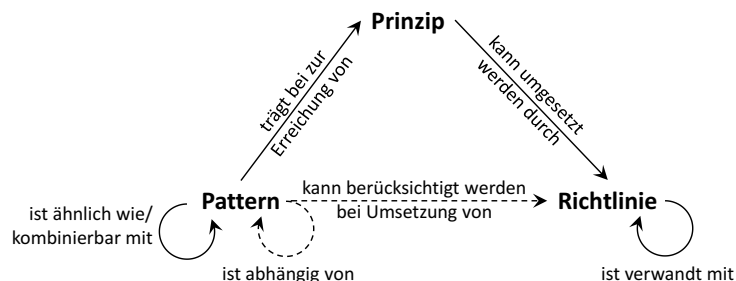 Prinzip
trägt bei zur
Erreichung von
kann umgesetzt
werden durch
Pattern
kann berücksichtigt werden
bei Umsetzung von
Richtlinie
ist ähnlich wie/
kombinierbar mit
ist abhängig von
ist verwandt mit